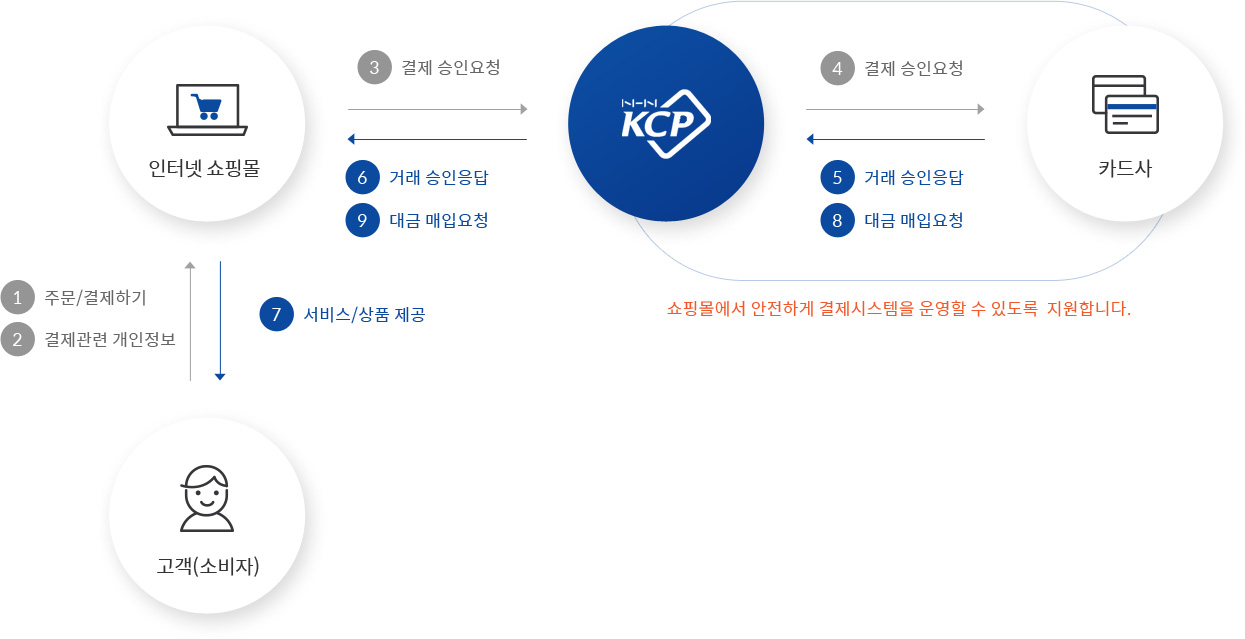 3 결제 승인요청
4 결제 승인요청
NHN
KCP
인터넷 쇼핑몰
카드사
6 거래 승인응답
5 거래 승인응답
9 대금 매입요청
8 대금 매입요청
1 주문/결제하기
7 서비스/상품 제공
쇼핑몰에서 안전하게 결제시스템을 운영할 수 있도록 지원합니다.
2 결제관련 개인정보
고객(소비자)